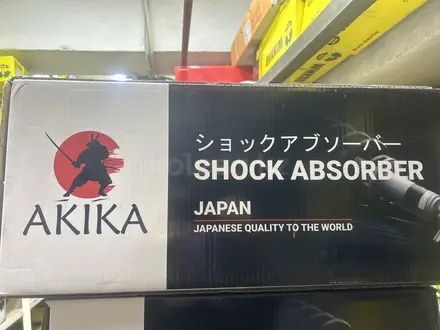 AKIKA
ショックアブソーバー
SHOCK ABSORBER
JAPAN
JAPANESE QUALITY TO THE WORLD